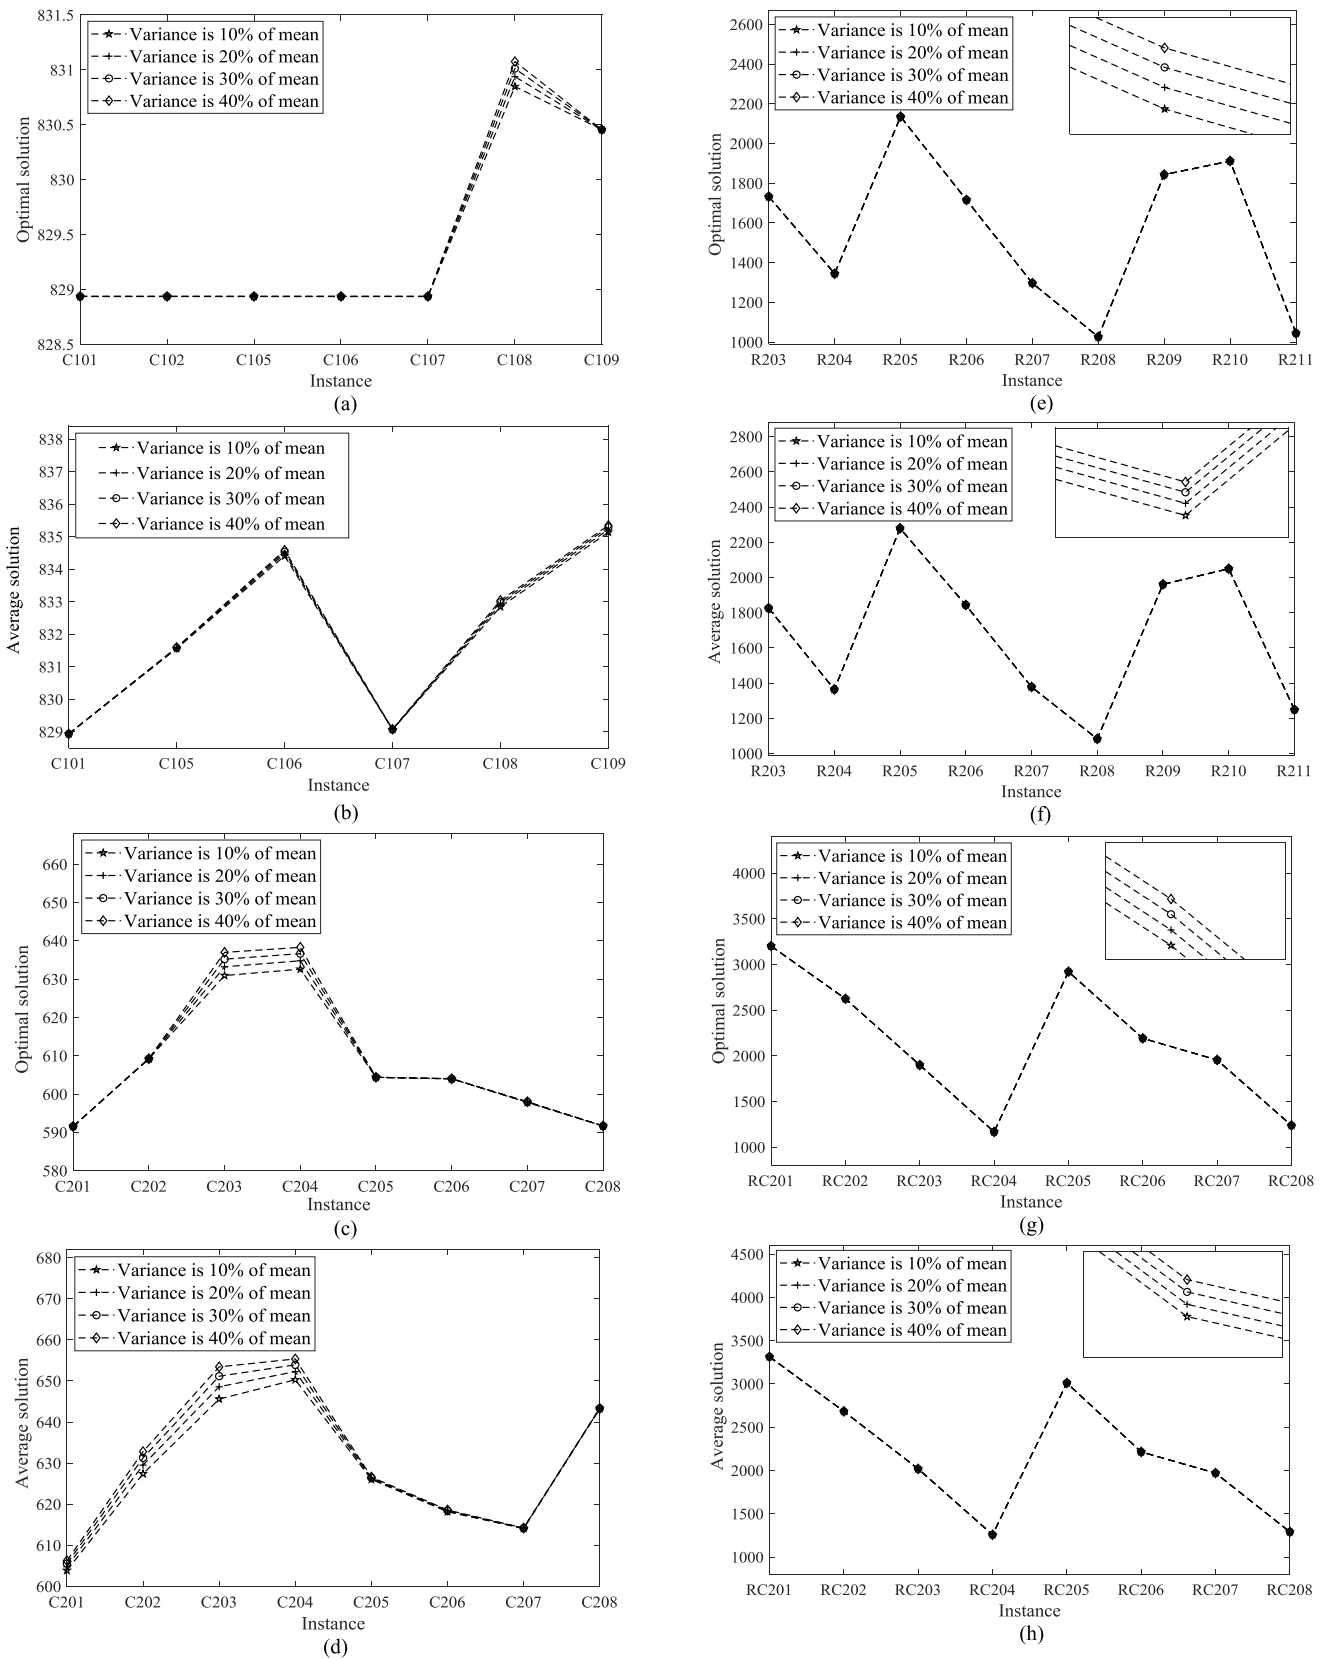 831.5
831
830.5
830
829.5
829
828.5
Optimal solution
Variance is 10% of mean
Variance is 20% of mean
Variance is 30% of mean
Variance is 40% of mean
C101 C102 C105 C106 C107 C108 C109
Instance
(a)
838
837
836
835
834
833
832
831
830
829
Average solution
Variance is 10% of mean
Variance is 20% of mean
Variance is 30% of mean
Variance is 40% of mean
C101 C105 C106 C107 C108 C109
Instance
(b)
660
650
640
630
620
610
600
590
580
Optimal solution
Variance is 10% of mean
Variance is 20% of mean
Variance is 30% of mean
Variance is 40% of mean
C201 C202 C203 C204 C205 C206 C207 C208
Instance
(c)
680
670
660
650
640
630
620
610
600
Average solution
Variance is 10% of mean
Variance is 20% of mean
Variance is 30% of mean
Variance is 40% of mean
C201 C202 C203 C204 C205 C206 C207 C208
Instance
(d)
2600
2400
2200
2000
1800
1600
1400
1200
1000
Optimal solution
Variance is 10% of mean
Variance is 20% of mean
Variance is 30% of mean
Variance is 40% of mean
R203 R204 R205 R206 R207 R208 R209 R210 R211
Instance
(e)
2800
2600
2400
2200
2000
1800
1600
1400
1200
1000
Average solution
Variance is 10% of mean
Variance is 20% of mean
Variance is 30% of mean
Variance is 40% of mean
R203 R204 R205 R206 R207 R208 R209 R210 R211
Instance
(f)
4000
3500
3000
2500
2000
1500
1000
Optimal solution
Variance is 10% of mean
Variance is 20% of mean
Variance is 30% of mean
Variance is 40% of mean
RC201 RC202 RC203 RC204 RC205 RC206 RC207 RC208
Instance
(g)
4500
4000
3500
3000
2500
2000
1500
1000
Average solution
Variance is 10% of mean
Variance is 20% of mean
Variance is 30% of mean
Variance is 40% of mean
RC201 RC202 RC203 RC204 RC205 RC206 RC207 RC208
Instance
(h)